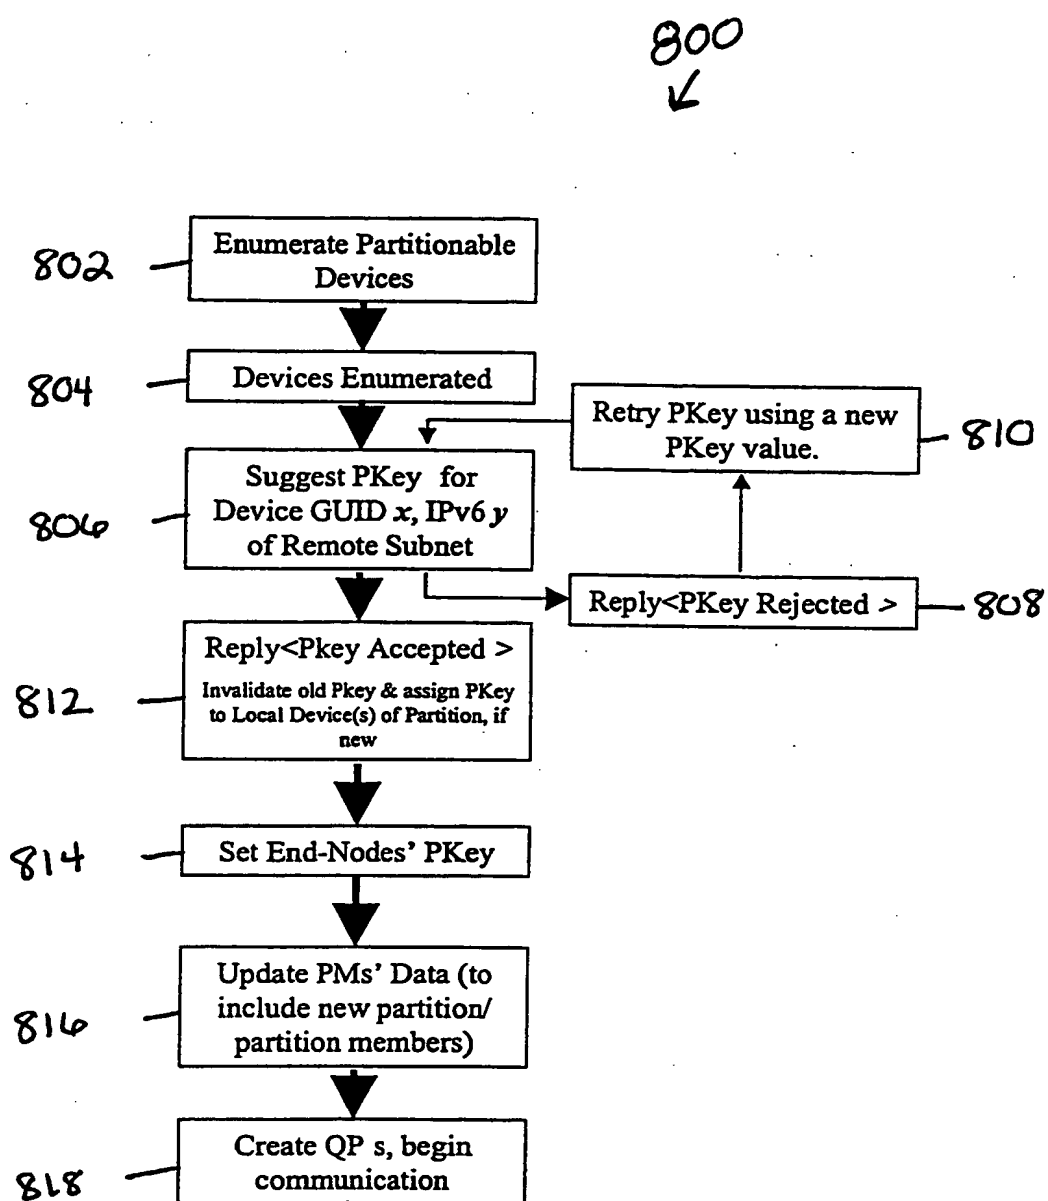 800
802
Enumerate Partitionable
Devices
804
Devices Enumerated
Retry PKey using a new
PKey value.
810
806
Suggest PKey for
Device GUID x, IPv6 y
of Remote Subnet
Reply<PKey Rejected >
808
812
Reply<Pkey Accepted >
Invalidate old Pkey & assign PKey
to Local Device(s) of Partition, if
new
814
Set End-Nodes' PKey
816
Update PMs' Data (to
include new partition/
partition members)
818
Create QP s, begin
communication